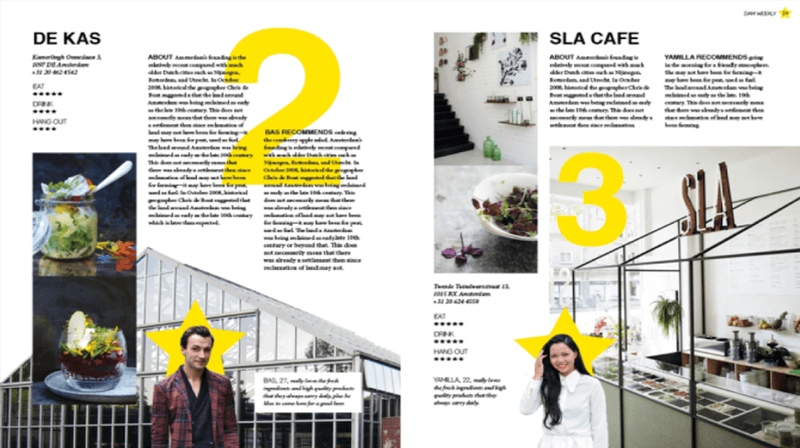 DAM WEEKLY 24
DE KAS
Kamerlingh Onneslaan 3,
1097 DE Amsterdam
+31 20 462 4562
EAT
★★★★★
DRINK
★★★★
HANG OUT
★★★★
ABOUT Amsterdam's founding is the
relatively recent compared with much
older Dutch cities such as Nijmegen,
Rotterdam, and Utrecht. In October
2008, historical the geographer Chris de
Bont suggested a that the land around
Amsterdam was being reclaimed as early
as the late 10th century. This does not
necessarily mean that there was already
a settlement then since reclamation of
land may not have been for farming—it
may have been for peat, used as fuel.
The land around Amsterdam was being
reclaimed as early as the late 10th century.
This does not necessarily mean that
there was already a settlement then since
reclamation of land may not have been
for farming—it may have been for peat,
used as fuel. In October 2008, historical
geographer Chris de Bont suggested that
the land around Amsterdam was being
reclaimed as early as the late 10th century
which is later than expected.
2
BAS RECOMMENDS ordering
the cranberry apple salad. Amsterdam's
founding is relatively recent compared
with much older Dutch cities such as
Nijmegen, Rotterdam, and Utrecht. In
October 2008, historical the geographer
Chris de Bont suggested that the land
around Amsterdam was being reclaimed
as early as the late 10th century. This
does not necessarily mean that there
was already a settlement then since
reclamation of land may not have been
for farming—it may have been for peat,
used as fuel. The land a Amsterdam
was being reclaimed as early,late 10th
century or beyond that. This does
not necessarily mean that there
was already a settlement then since
reclamation of land may not.
BAS, 27, really loves the fresh
ingredients and high quality products
that they always carry daily, plus he
likes to come here for a good beer.
SLA CAFE
ABOUT Amsterdam's founding is the
relatively recent compared with much
older Dutch cities such as Nijmegen,
Rotterdam, and Utrecht. In October
2008, historical the geographer Chris de
Bont suggested that the land around
Amsterdam was being reclaimed as early
as the late 10th century. This does not
necessarily mean that there was already a
settlement then since reclamation.
YAMILLA RECOMMENDS going
in the morning for a friendly atmosphere.
She may not have been for farming—it
may have been for peat, used as fuel.
The land around Amsterdam was being
reclaimed as early as the late, 10th.
century. This does not necessarily mean
that there was already a settlement then
since reclamation of land may not have
been farming.
3
SLA
Tweede Tuindwarsstraat 13,
1015 RX Amsterdam
+31 20 624 4559
EAT
★★★★★
DRINK
★★★★★
HANG OUT
★★★★★
YAMILLA, 22, really loves
the fresh ingredients and high
quality products that they
always carry daily.